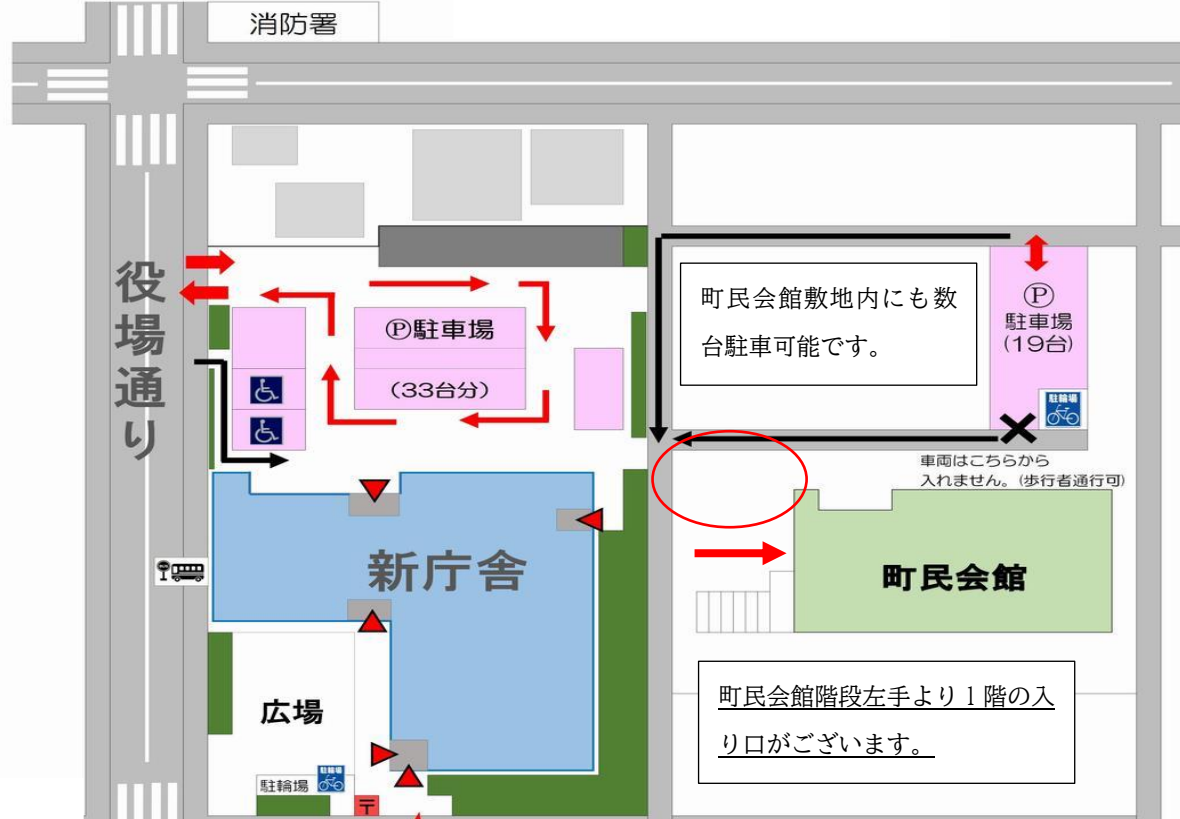 消防署
役場通り
Ⓟ駐車場
(33台分)
町民会館敷地内にも数
台駐車可能です。
Ⓟ
駐車場
(19台)
駐輪場
車両はこちらから
入れません。(歩行者通行可)
新庁舎
町民会館
町民会館階段左手より1階の入
り口がございます。
広場
駐輪場
駐輪場
〒